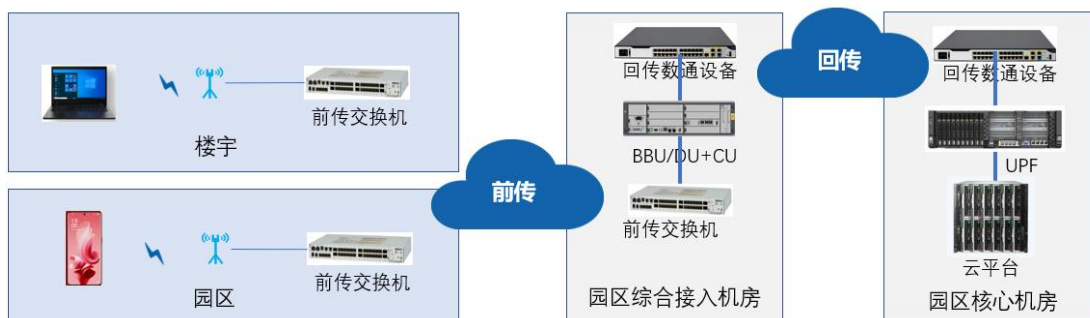 前传交换机
楼宇
前传交换机
园区
前传
回传数通设备
BBU/DU+CU
前传交换机
园区综合接入机房
回传
回传数通设备
UPF
云平台
园区核心机房